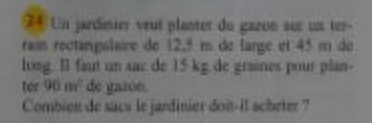 24 Un jardinier veut planter du gazon sur un ter-
rain rectangulaire de 12,5 m de large et 45 m de
long. Il faut un sac de 15 kg de graines pour plan-
ter 90 m² de gazon.
Combien de sacs le jardinier doit-il acheter ?